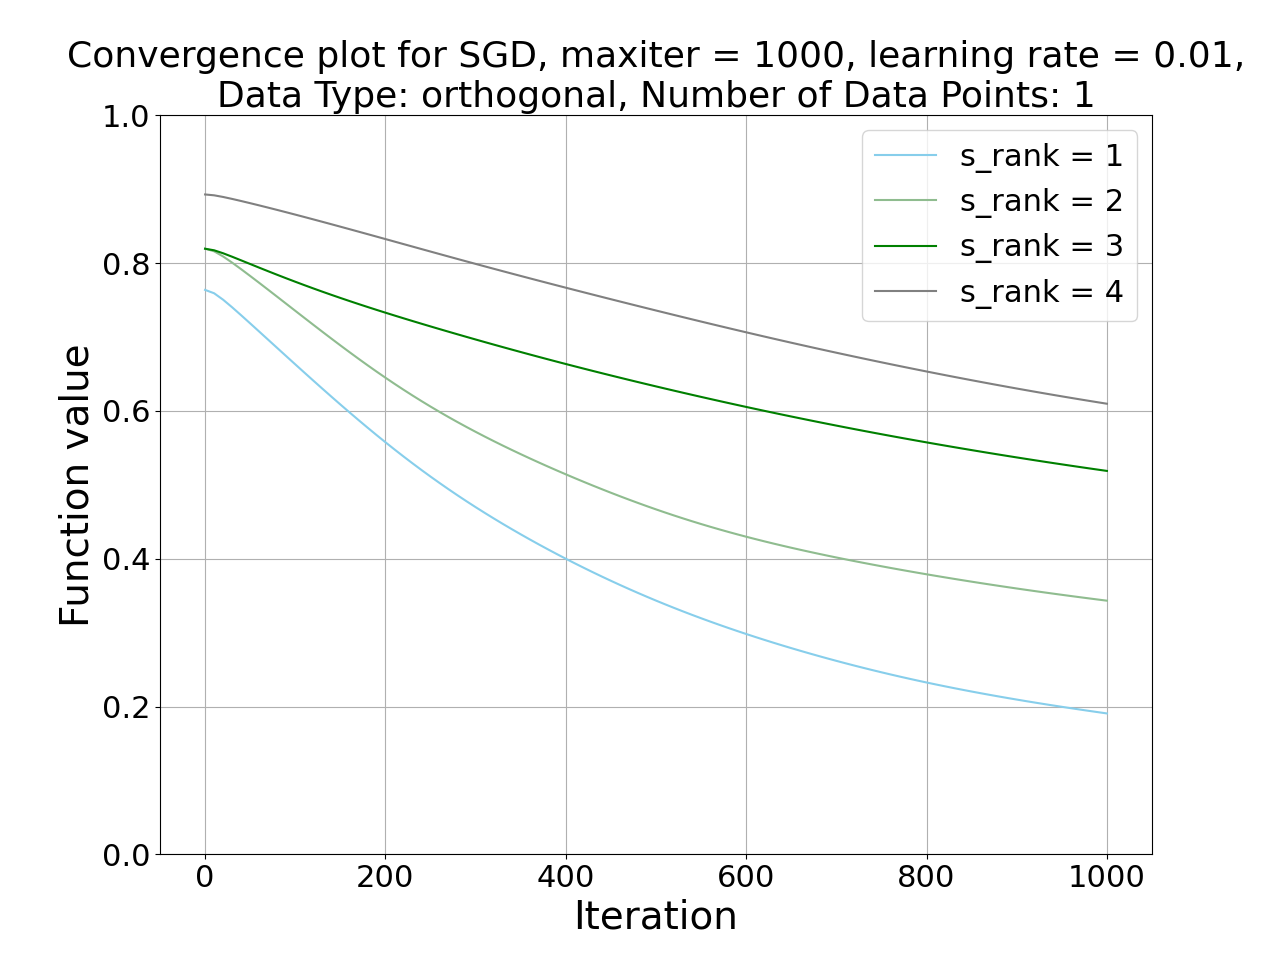 Convergence plot for SGD, maxiter = 1000, learning rate = 0.01,
Data Type: orthogonal, Number of Data Points: 1
1.0
0.8
0.6
0.4
0.2
0.0
Function value
s_rank = 1
s_rank = 2
s_rank = 3
s_rank = 4
0 200 400 600 800 1000
Iteration